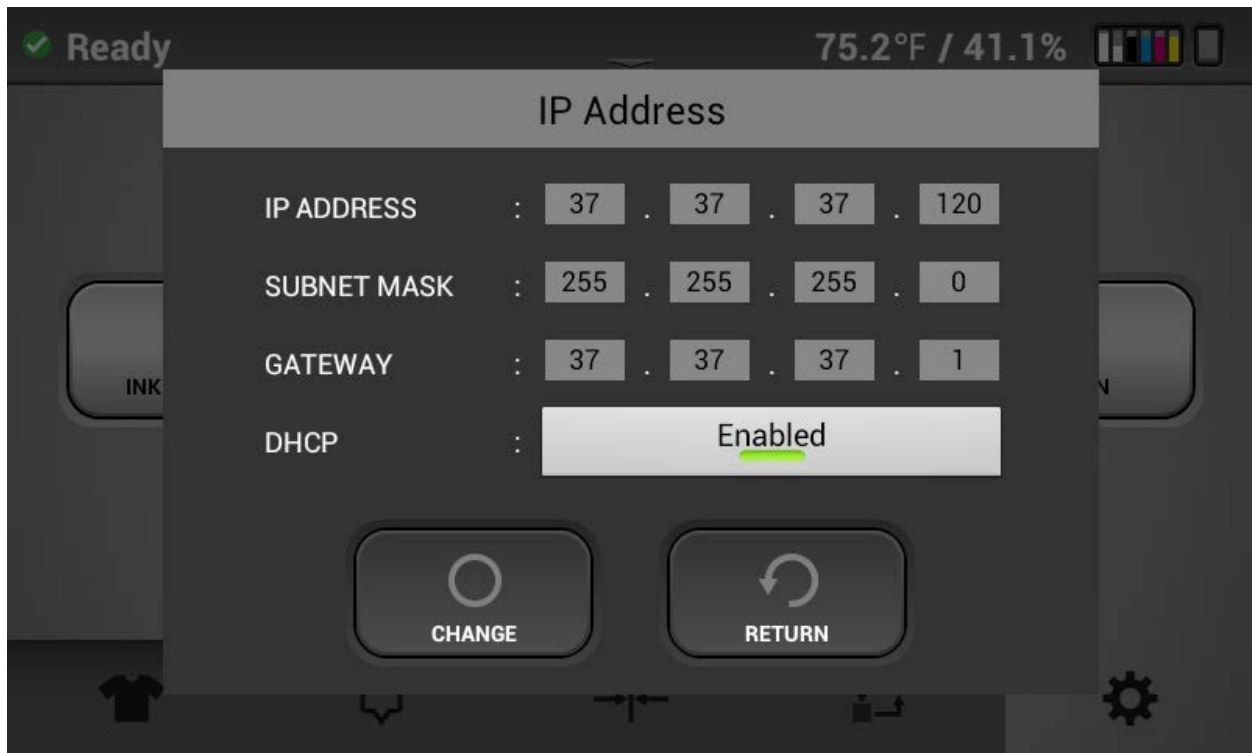 Ready 75.2°F / 41.1%
IP Address
IP ADDRESS : 37 . 37 . 37 . 120
SUBNET MASK : 255 . 255 . 255 . 0
GATEWAY : 37 . 37 . 37 . 1
DHCP : Enabled
INK N
CHANGE RETURN